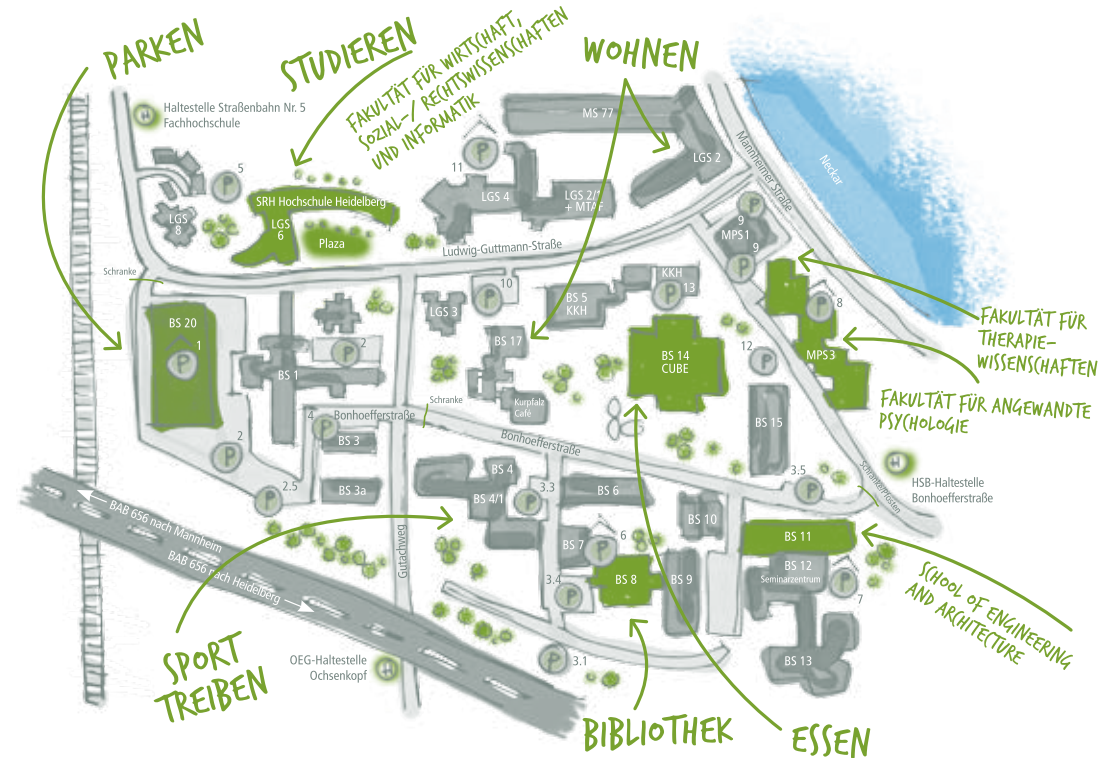 PARKEN
STUDIEREN
FAKULTÄT FÜR WIRTSCHAFT,
SOZIAL-/ RECHTSWISSENSCHAFTEN
UND INFORMATIK
WOHNEN
Haltestelle Straßenbahn Nr. 5
Fachhochschule
H
MS 77
LGS 2
Mannheimer Straße
Neckar
P
5
P
11
LGS
8
SRH Hochschule Heidelberg
LGS
6
Plaza
LGS 4
LGS 2/1
+ MTAF
Ludwig-Guttmann-Straße
P
9
MPS1
9
P
Schranke
BS 20
1
P
BS 1
P
2
LGS 3
10
P
BS 5
KKH
KKH
P
13
BS 17
Kurpfalz
Café
BS 14
CUBE
12
P
P
8
MPS3
FAKULTÄT FÜR
THERAPIE-
WISSENSCHAFTEN
FAKULTÄT FÜR ANGEWANDTE
PSYCHOLOGIE
Schranke
4
P
Bonhoefferstraße
BS 3
BS 3a
2
P
2.5
P
Bonhoefferstraße
BS 15
3.5
P
Schranke/Pfosten
H
HSB-Haltestelle
Bonhoefferstraße
BS 4
BS 4/1
P
3.3
BS 6
BS 10
BS 7
P
6
BS 8
BS 9
3.4
P
BS 11
BS 12
Seminarzentrum
P
7
BS 13
BAB 656 nach Mannheim
BAB 656 nach Heidelberg
Gutachweg
SCHOOL OF ENGINEERING
AND ARCHITECTURE
SPORT
TREIBEN
OEG-Haltestelle
Ochsenkopf
H
P
3.1
BIBLIOTHEK
ESSEN